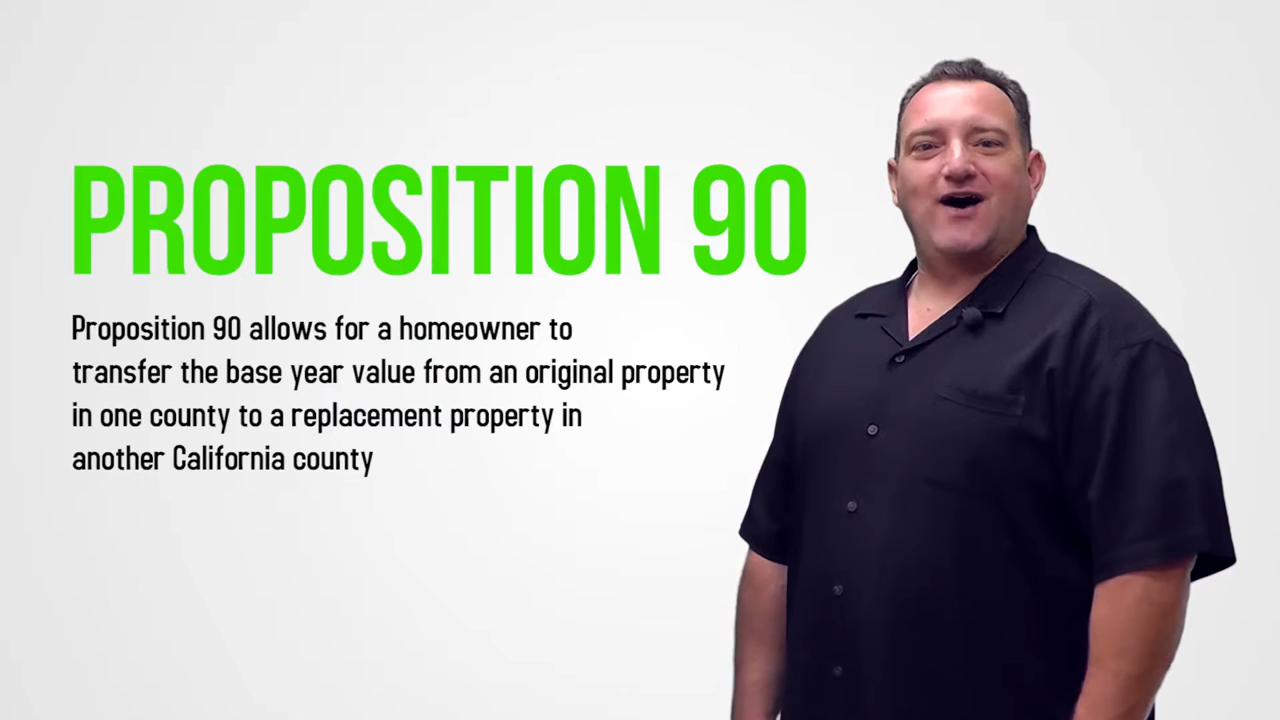 PROPOSITION 90
Proposition 90 allows for a homeowner to
transfer the base year value from an original property
in one county to a replacement property in
another California county